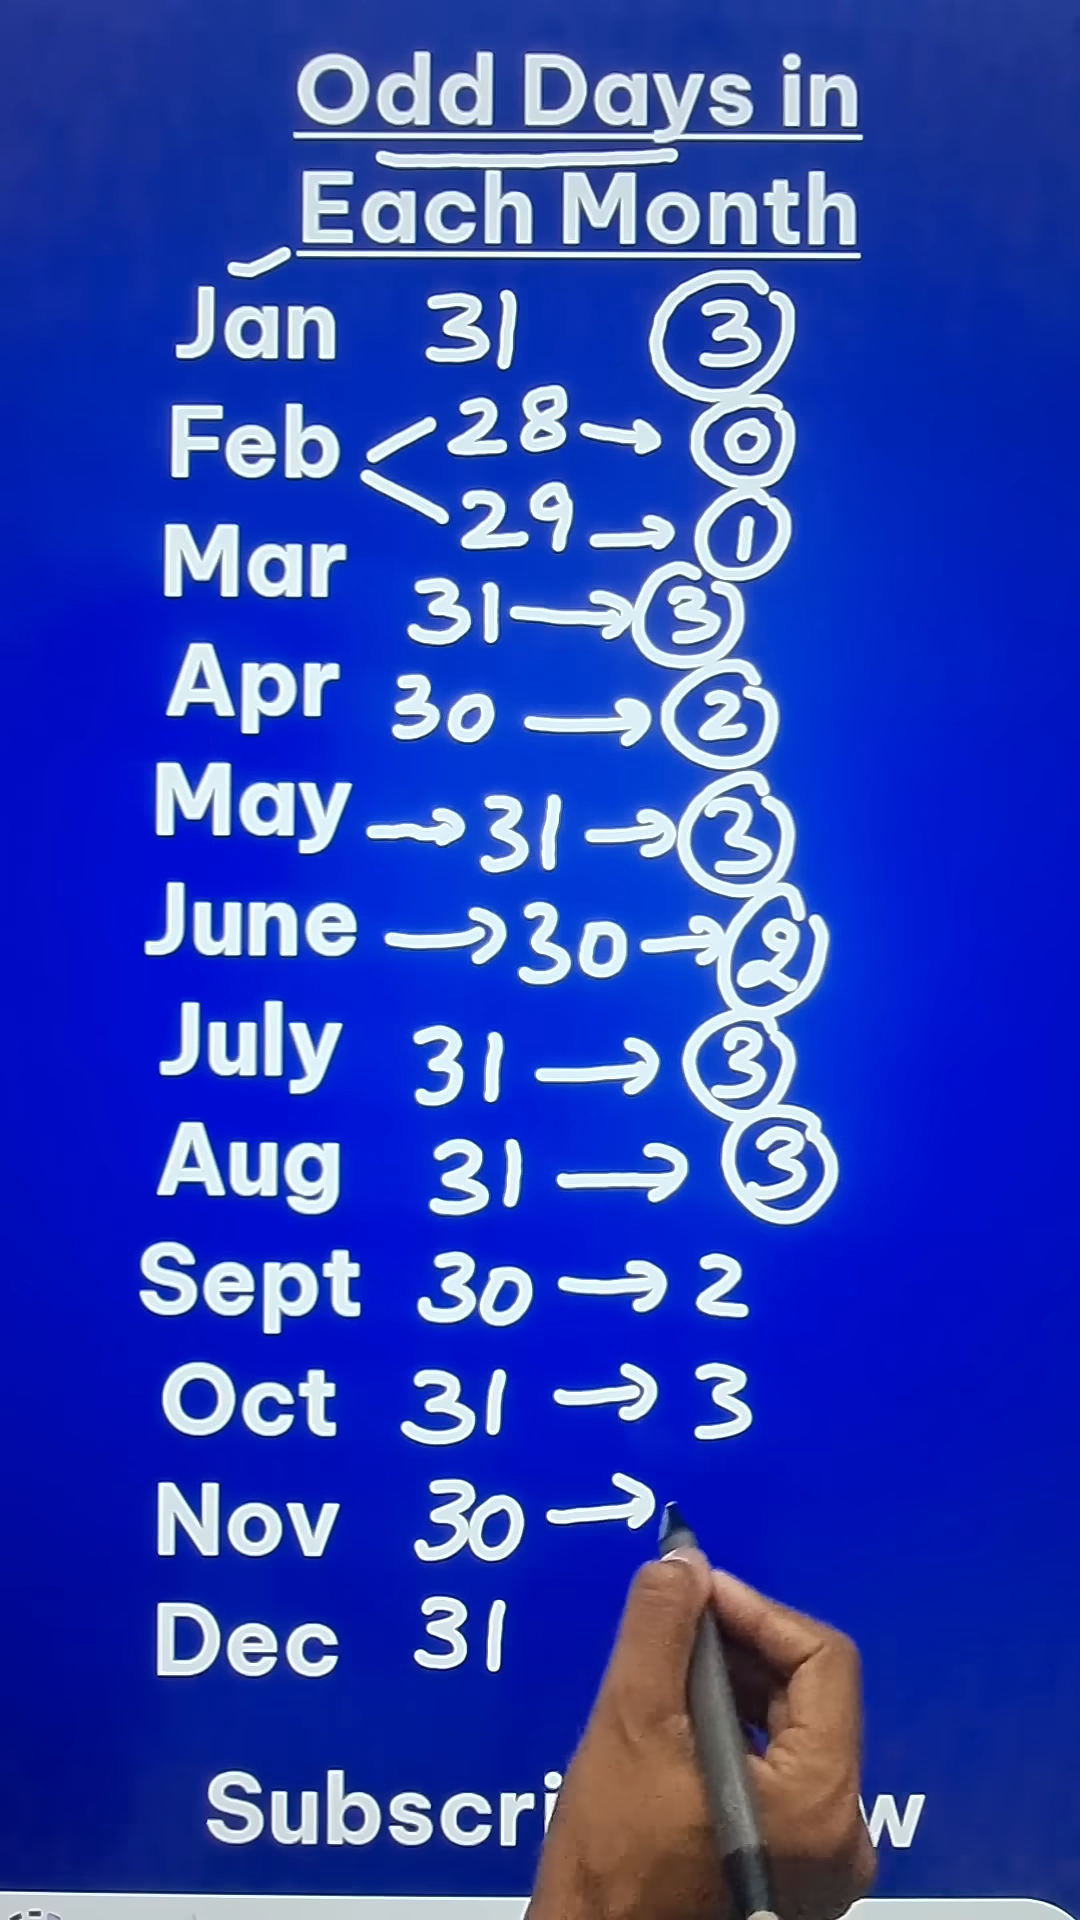 Odd Days in
Each Month
Jan 31 3
Feb < 28 → 0
29 → 1
Mar 31 → 3
Apr 30 → 2
May → 31 → 3
June → 30 → 2
July 31 → 3
Aug 31 → 3
Sept 30 → 2
Oct 31 → 3
Nov 30 →
Dec 31